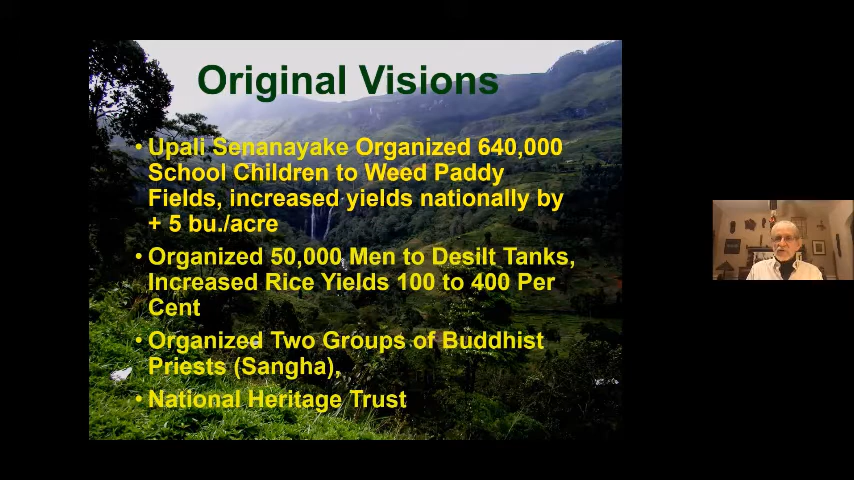 Original Visions
• Upali Senanayake Organized 640,000
School Children to Weed Paddy
Fields, increased yields nationally by
+ 5 bu./acre
• Organized 50,000 Men to Desilt Tanks,
Increased Rice Yields 100 to 400 Per
Cent
• Organized Two Groups of Buddhist
Priests (Sangha),
• National Heritage Trust